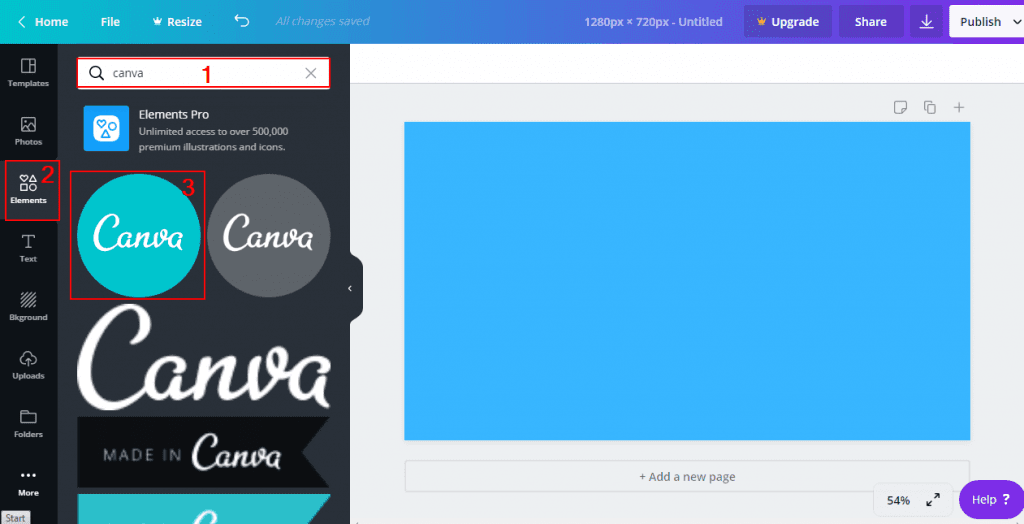 Home
File
Resize
All changes saved
1280px × 720px - Untitled
Upgrade
Share
Publish
Templates
Photos
2
Elements
Text
Bkground
Uploads
Folders
More
Start
canva
1
Elements Pro
Unlimited access to over 500,000
premium illustrations and icons.
3
Canva
Canva
Canva
MADE IN Canva
+ Add a new page
54%
Help ?